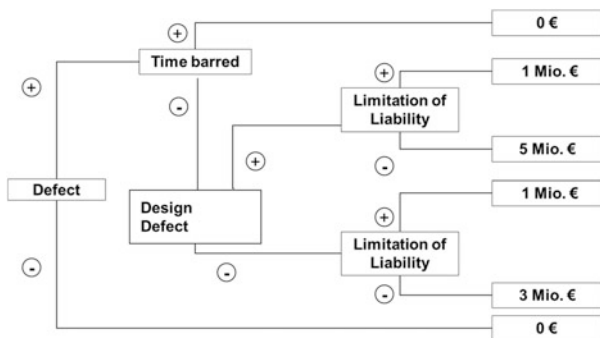 +
0 €
Time barred
+
-
+
1 Mio. €
Limitation of
Liability
+
-
5 Mio. €
Defect
Design
Defect
1 Mio. €
+
Limitation of
Liability
-
-
-
3 Mio. €
0 €